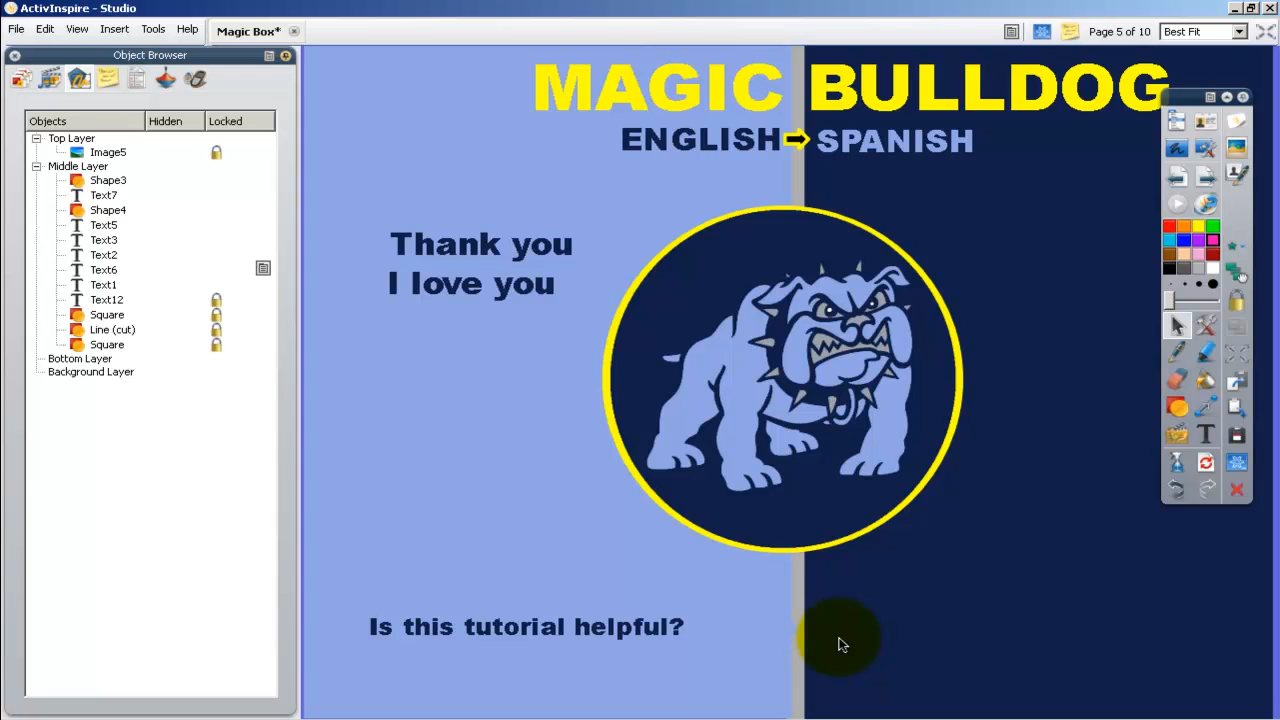 ActivInspire - Studio
File Edit View Insert Tools Help
Magic Box*
Page 5 of 10
Best Fit
Object Browser
Objects Hidden Locked
Top Layer
Image5
Middle Layer
Shape3
Text7
Shape4
Text5
Text3
Text2
Text6
Text1
Text12
Square
Line (cut)
Square
Bottom Layer
Background Layer
MAGIC BULLDOG
ENGLISH SPANISH
Thank you
I love you
Is this tutorial helpful?